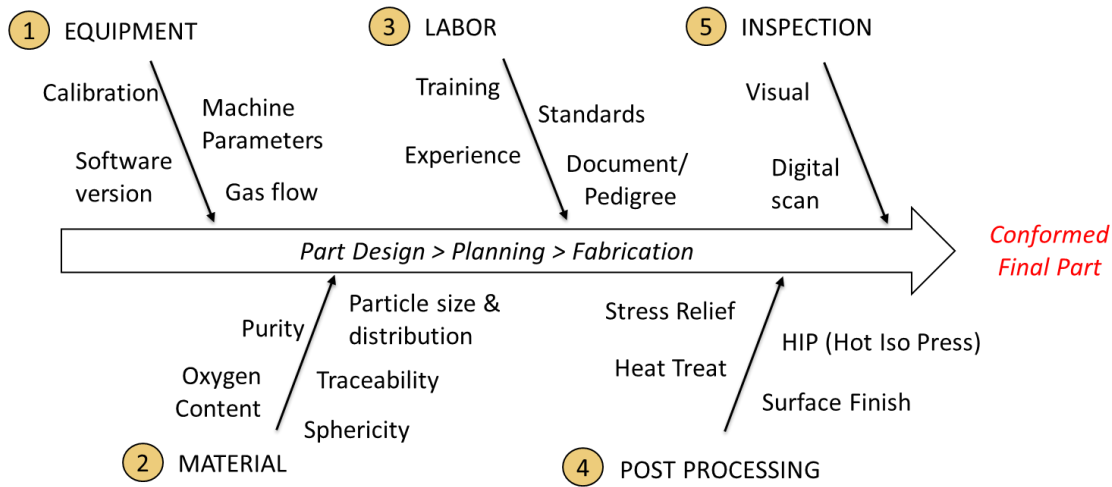 1 EQUIPMENT
Calibration
Machine
Parameters
Software
version
Gas flow
3 LABOR
Training
Standards
Experience
Document/
Pedigree
5 INSPECTION
Visual
Digital
scan
Part Design > Planning > Fabrication
Conformed
Final Part
Purity
Particle size &
distribution
Oxygen
Content
Traceability
Sphericity
2 MATERIAL
Stress Relief
HIP (Hot Iso Press)
Heat Treat
Surface Finish
4 POST PROCESSING